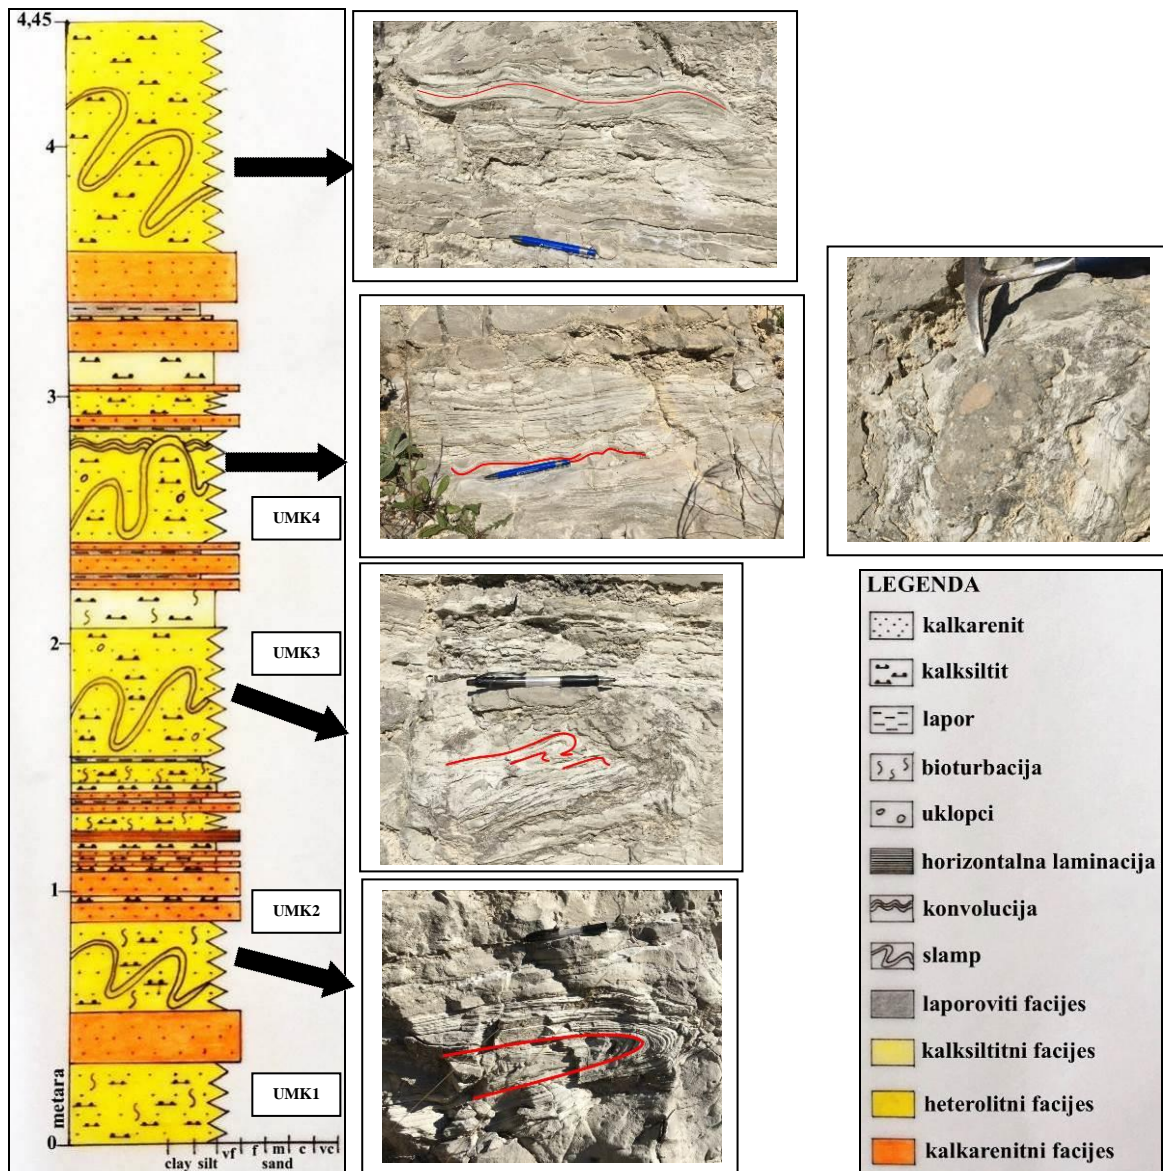 4,45
4
3
UMK4
2
UMK3
1
UMK2
UMK1
metara
0
clay silt vf f m c vc
sand
LEGENDA
kalkarenit
kalksiltit
lapor
bioturbacija
uklopci
horizontalna laminacija
konvolucija
slamp
laporoviti facijes
kalksiltitni facijes
heterolitni facijes
kalkarenitni facijes